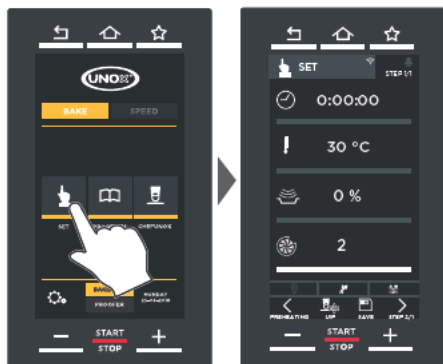 UNOX
BAKE SPEED
SET CHEFUNOX
MONDAY
PROOFER
START
STOP
SET
STEP 1/1
0:00:00
30 °C
0 %
2
PREHEATING SAVE STEP 2/1
START
STOP